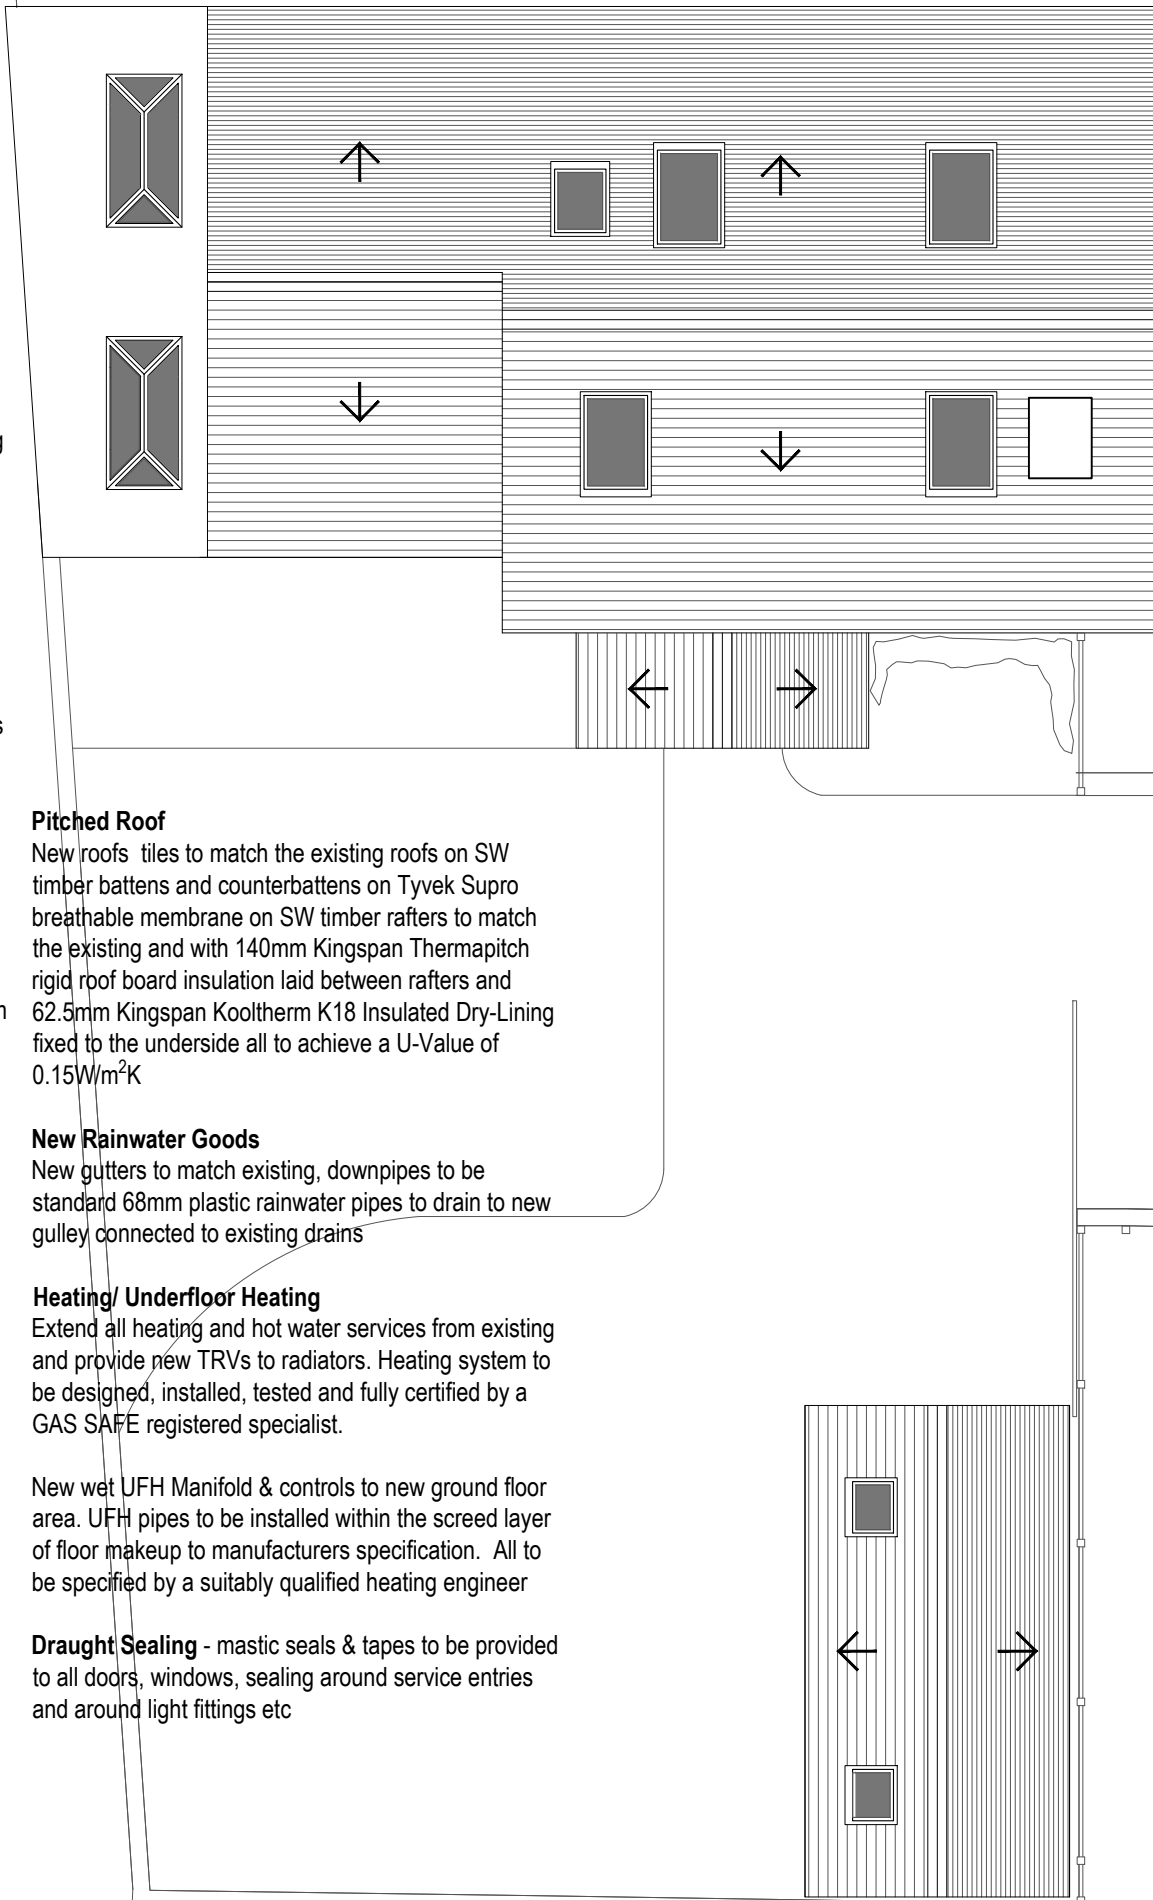 g
s
n
Pitched Roof
New roofs  tiles to match the existing roofs on SW
timber battens and counterbattens on Tyvek Supro
breathable membrane on SW timber rafters to match
the existing and with 140mm Kingspan Thermapitch
rigid roof board insulation laid between rafters and
62.5mm Kingspan Kooltherm K18 Insulated Dry-Lining
fixed to the underside all to achieve a U-Value of
0.15W/m²K
New Rainwater Goods
New gutters to match existing, downpipes to be
standard 68mm plastic rainwater pipes to drain to new
gulley connected to existing drains
Heating/ Underfloor Heating
Extend all heating and hot water services from existing
and provide new TRVs to radiators. Heating system to
be designed, installed, tested and fully certified by a
GAS SAFE registered specialist.
New wet UFH Manifold & controls to new ground floor
area. UFH pipes to be installed within the screed layer
of floor makeup to manufacturers specification.  All to
be specified by a suitably qualified heating engineer
Draught Sealing - mastic seals & tapes to be provided
to all doors, windows, sealing around service entries
and around light fittings etc